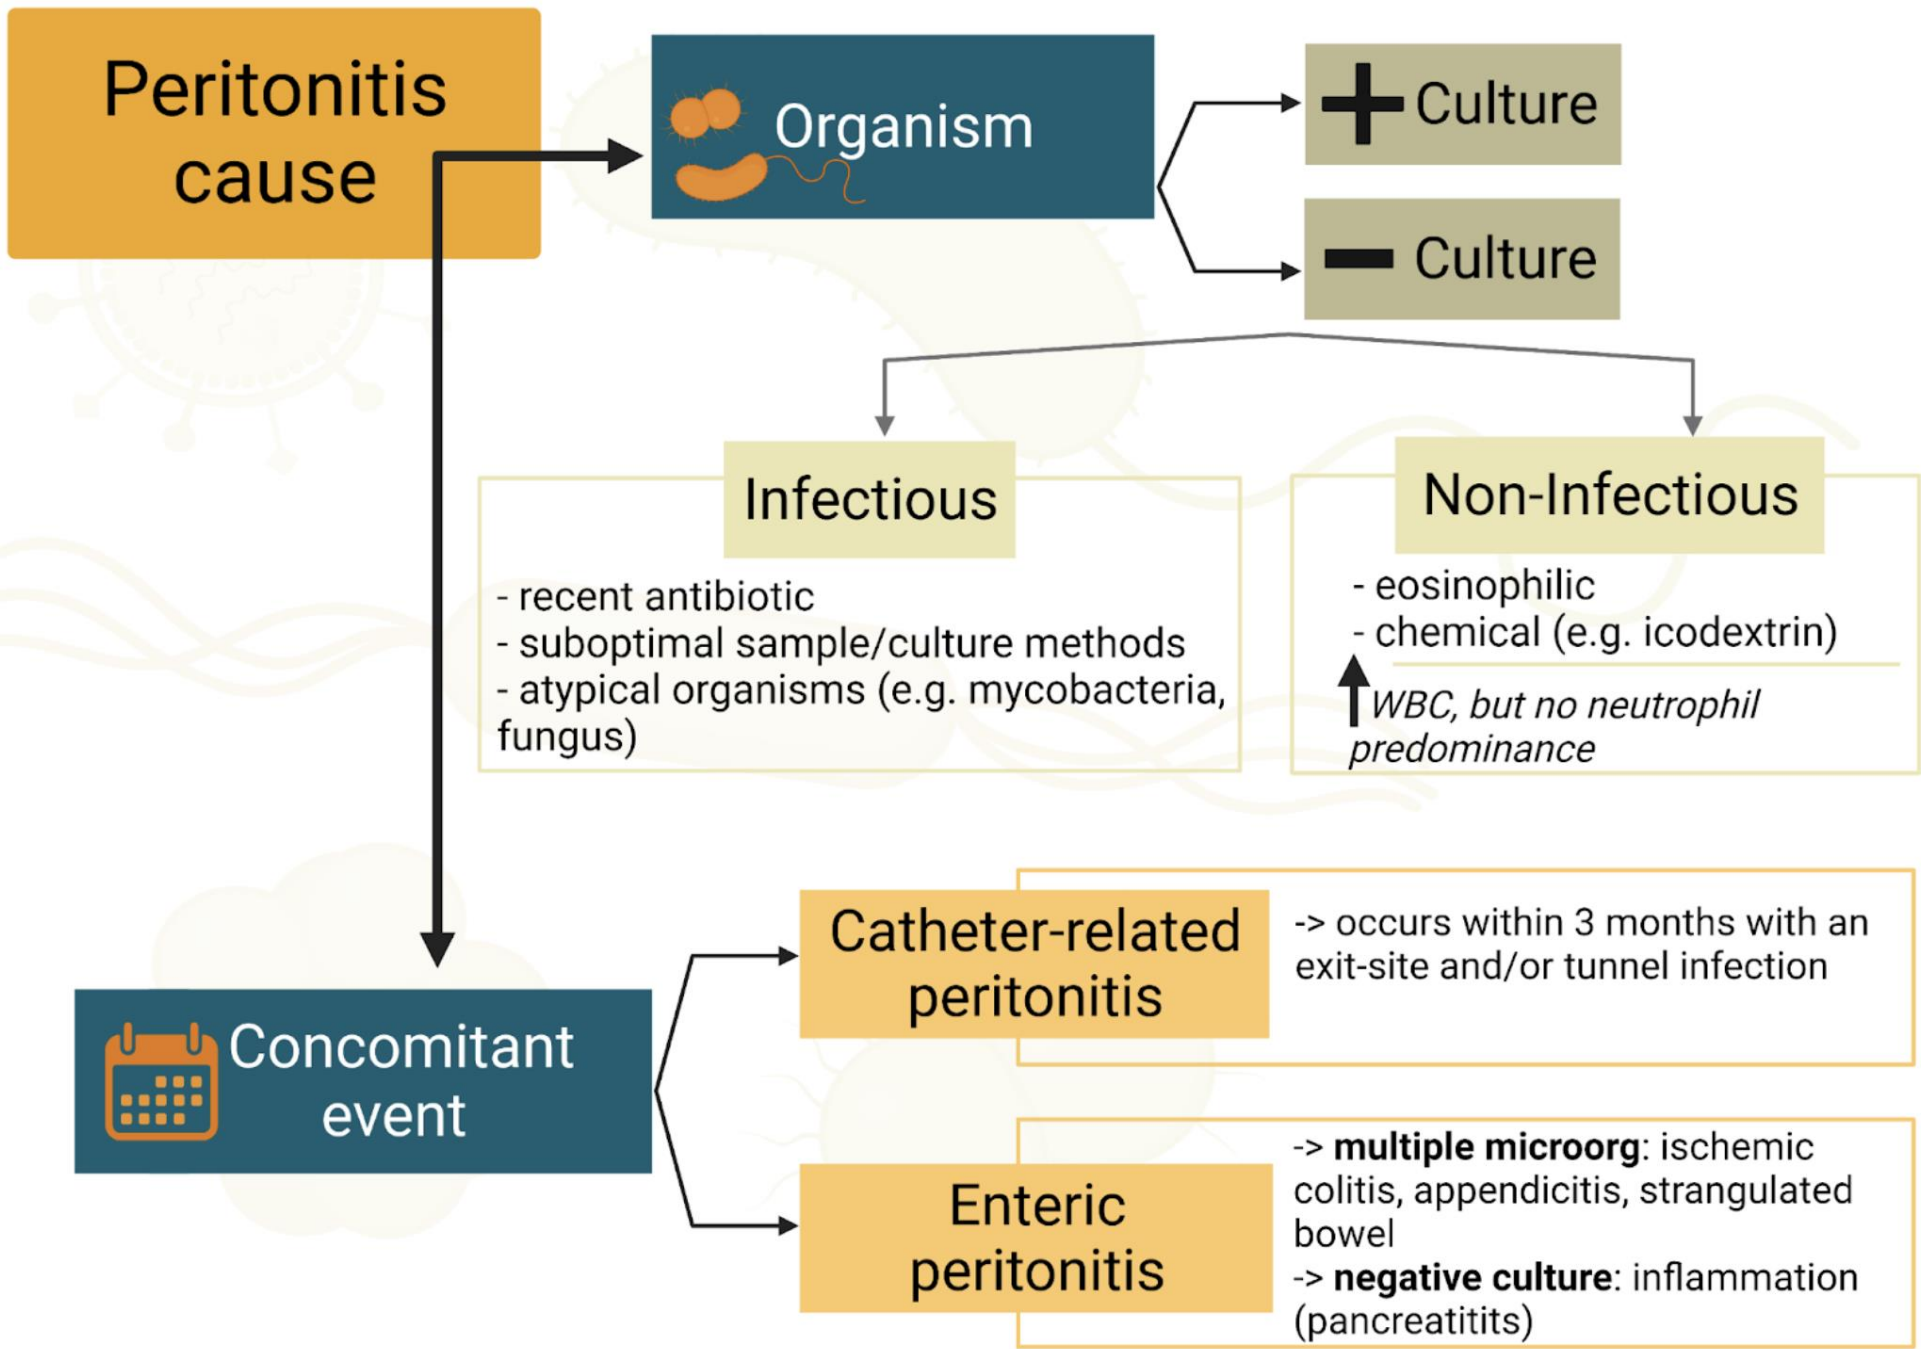 Peritonitis
cause
Organism
+ Culture
- Culture
Infectious
- recent antibiotic
- suboptimal sample/culture methods
- atypical organisms (e.g. mycobacteria,
fungus)
Non-Infectious
- eosinophilic
- chemical (e.g. icodextrin)
WBC, but no neutrophil
predominance
Concomitant
event
Catheter-related
peritonitis
-> occurs within 3 months with an
exit-site and/or tunnel infection
Enteric
peritonitis
-> multiple microorg: ischemic
colitis, appendicitis, strangulated
bowel
-> negative culture: inflammation
(pancreatitits)